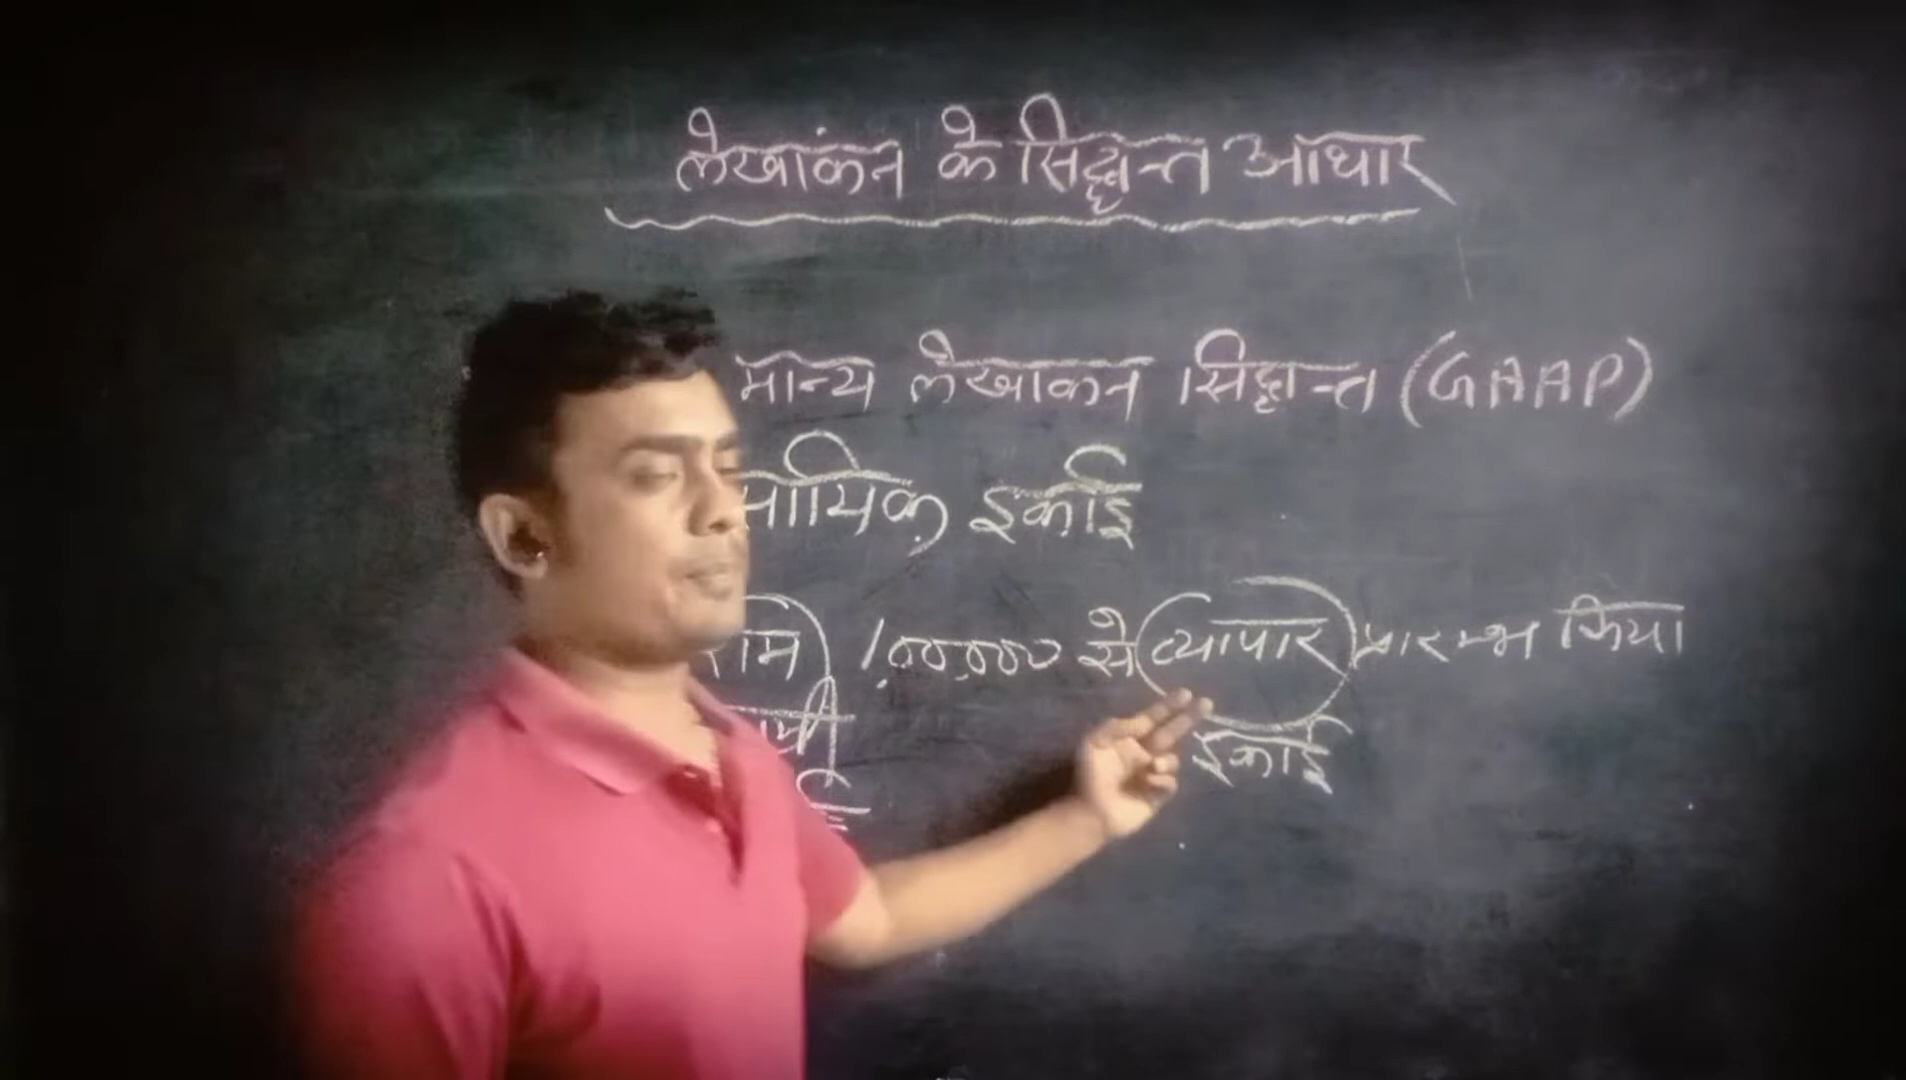 लेखांकन के सिद्धान्त आधार
मान्य लेखाकन सिद्धान्त (GAAP)
इकाई
राम 1,00,000 से व्यापार प्रारम्भ किया
इकाई